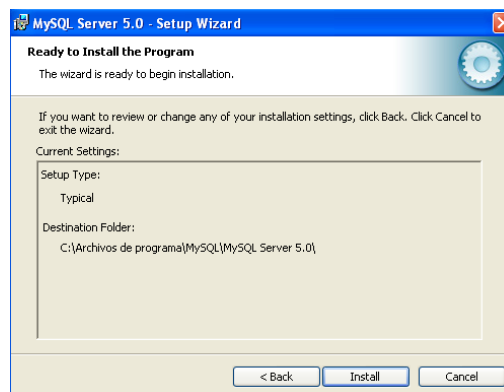 MySQL Server 5.0 - Setup Wizard
Ready to Install the Program
The wizard is ready to begin installation.
If you want to review or change any of your installation settings, click Back. Click Cancel to
exit the wizard.
Current Settings:
Setup Type:
Typical
Destination Folder:
C:\Archivos de programa\MySQL\MySQL Server 5.0\
< Back
Install
Cancel